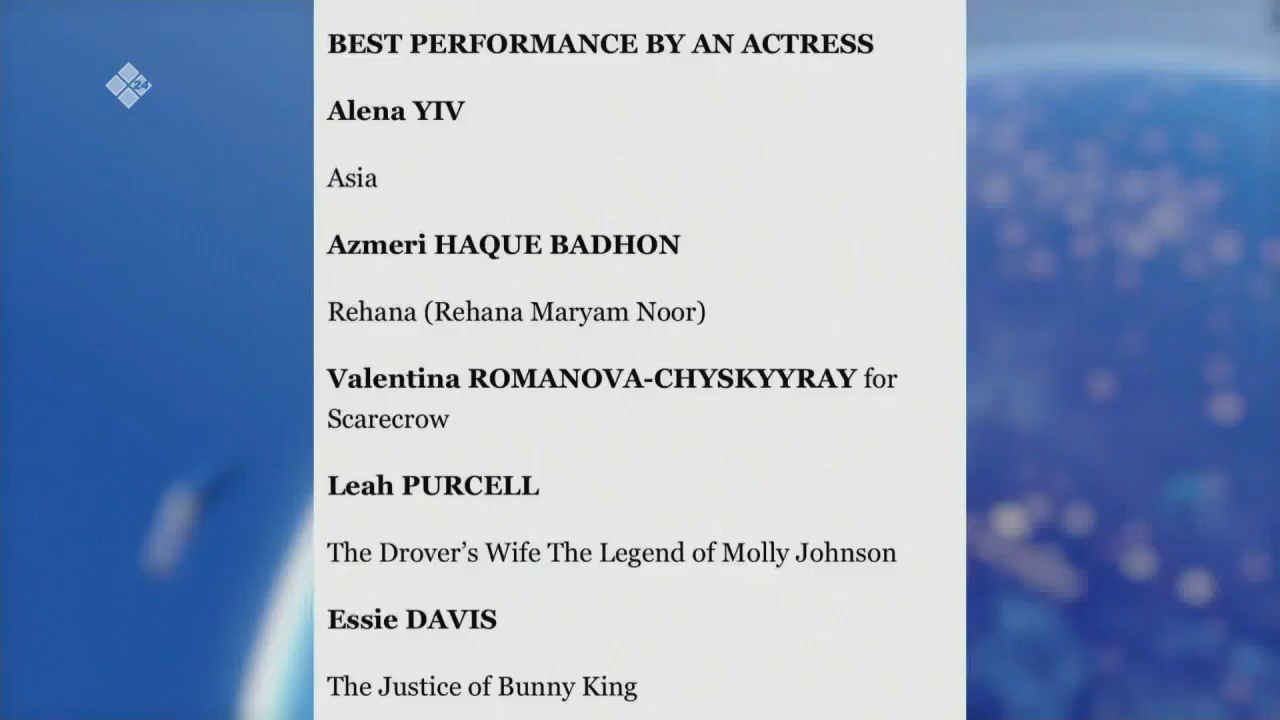 BEST PERFORMANCE BY AN ACTRESS
24
Alena YIV
Asia
Azmeri HAQUE BADHON
Rehana (Rehana Maryam Noor)
Valentina ROMANOVA-CHYSKYYRAY for
Scarecrow
Leah PURCELL
The Drover’s Wife The Legend of Molly Johnson
Essie DAVIS
The Justice of Bunny King